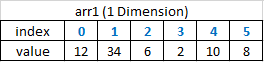 arr1 (1 Dimension)
index 0 1 2 3 4 5
value 12 34 6 2 10 8